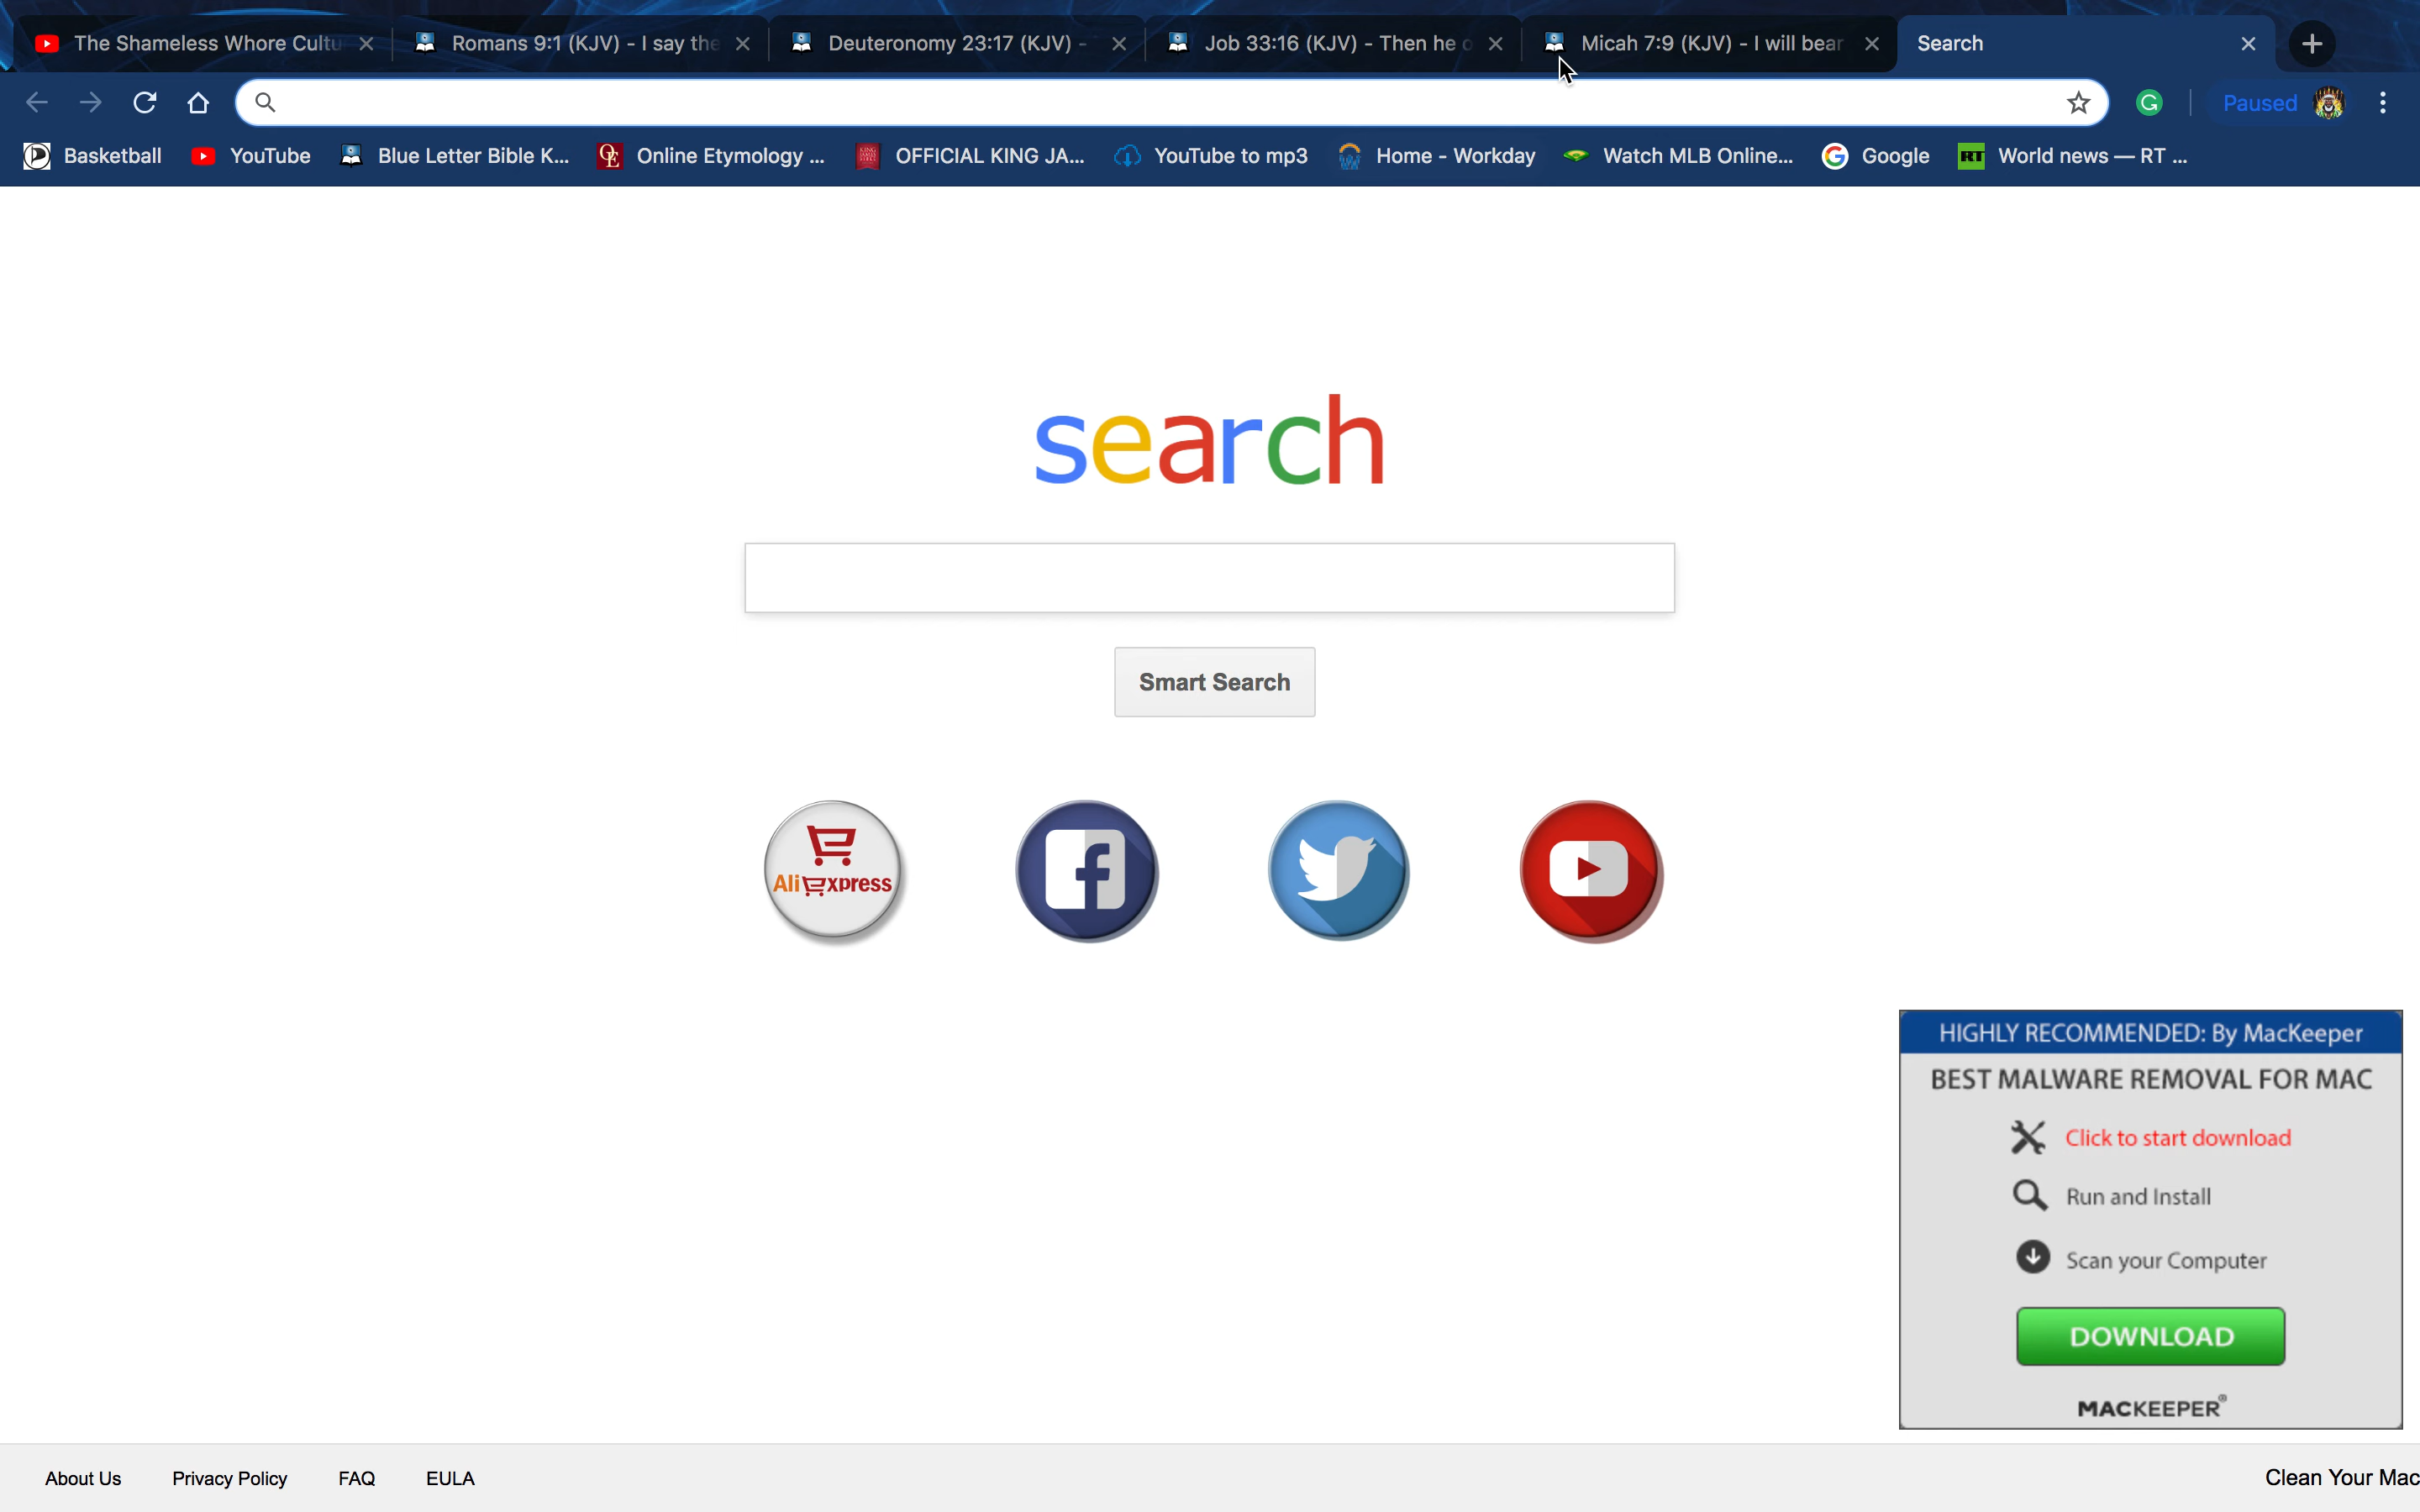 The Shameless Whore Cultu
Romans 9:1 (KJV) - I say the
Deuteronomy 23:17 (KJV) -
Job 33:16 (KJV) - Then he o
Micah 7:9 (KJV) - I will bear
Search
Paused
Basketball
YouTube
Blue Letter Bible K...
Online Etymology ...
OFFICIAL KING JA...
YouTube to mp3
Home - Workday
Watch MLB Online...
Google
RT World news — RT ...
search
Smart Search
AliExpress
HIGHLY RECOMMENDED: By MacKeeper
BEST MALWARE REMOVAL FOR MAC
Click to start download
Run and Install
Scan your Computer
DOWNLOAD
MACKEEPER®
About Us
Privacy Policy
FAQ
EULA
Clean Your Mac